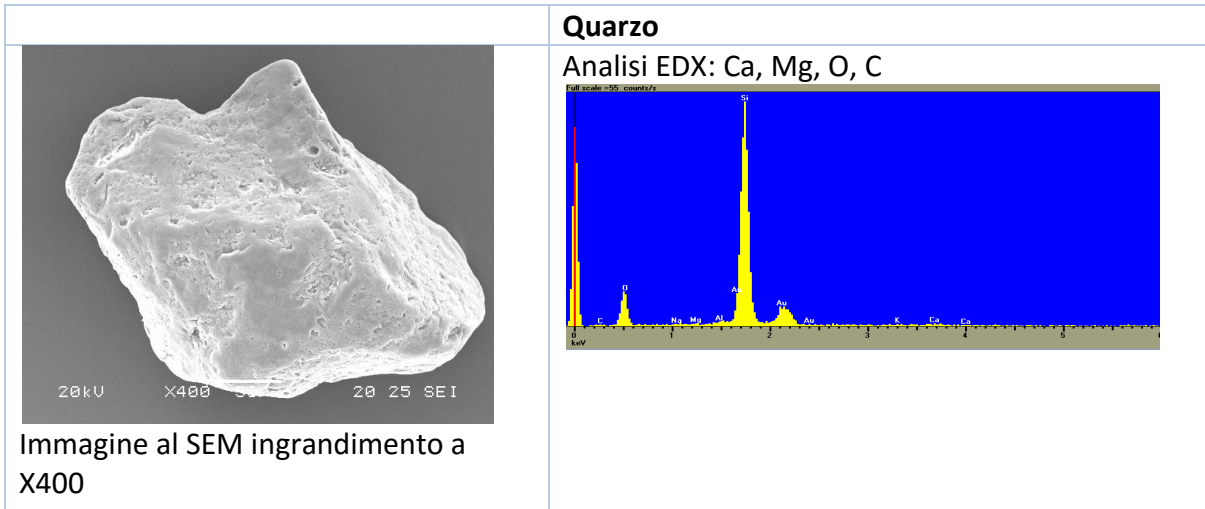 Quarzo
Analisi EDX: Ca, Mg, O, C
Full scale =55 counts/s
Si
O
Au
Au
C
Na
Mg
Al
Au
K
Ca
Ca
0
1
2
3
4
5
keV
20kU X400
20 25 SEI
Immagine al SEM ingrandimento a
X400